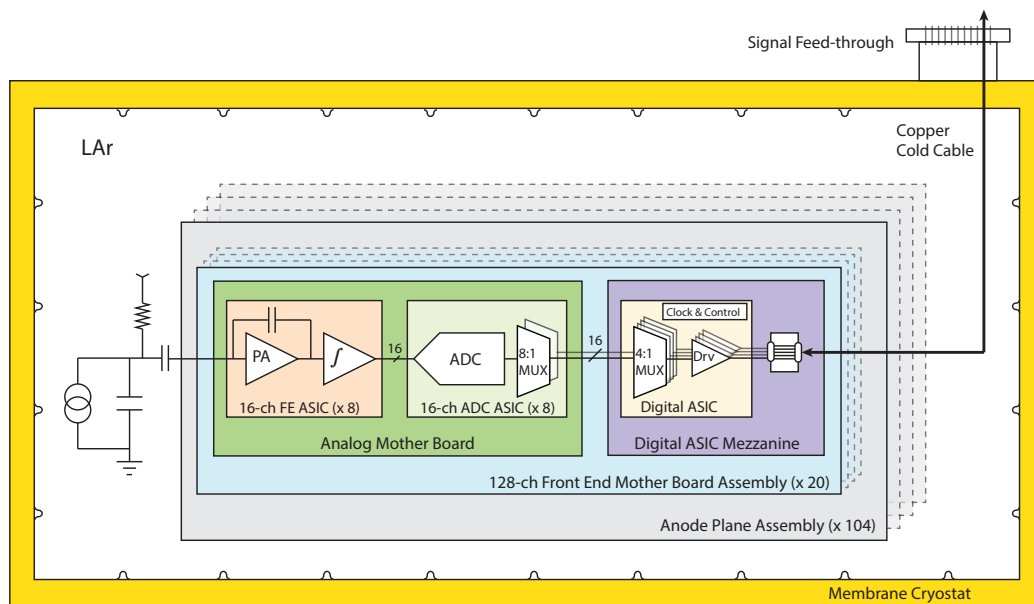 Signal Feed-through
Copper
Cold Cable
LAr
Clock & Control
PA
∫
16
ADC
8:1
MUX
16
4:1
MUX
Drv
16-ch FE ASIC (x 8)
16-ch ADC ASIC (x 8)
Digital ASIC
Analog Mother Board
Digital ASIC Mezzanine
128-ch Front End Mother Board Assembly (x 20)
Anode Plane Assembly (x 104)
Membrane Cryostat